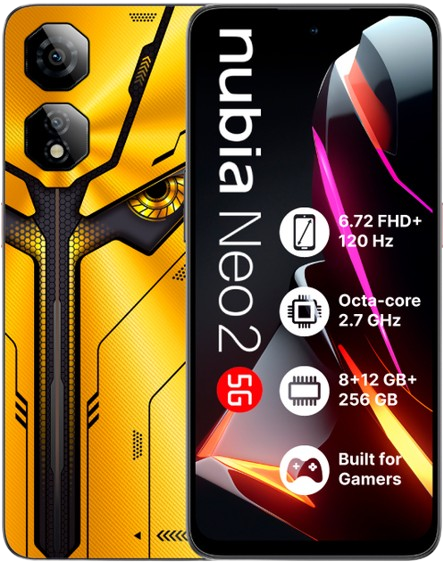 nubia Neo2 5G
6.72 FHD+
120 Hz
Octa-core
2.7 GHz
8+12 GB+
256 GB
Built for
Gamers